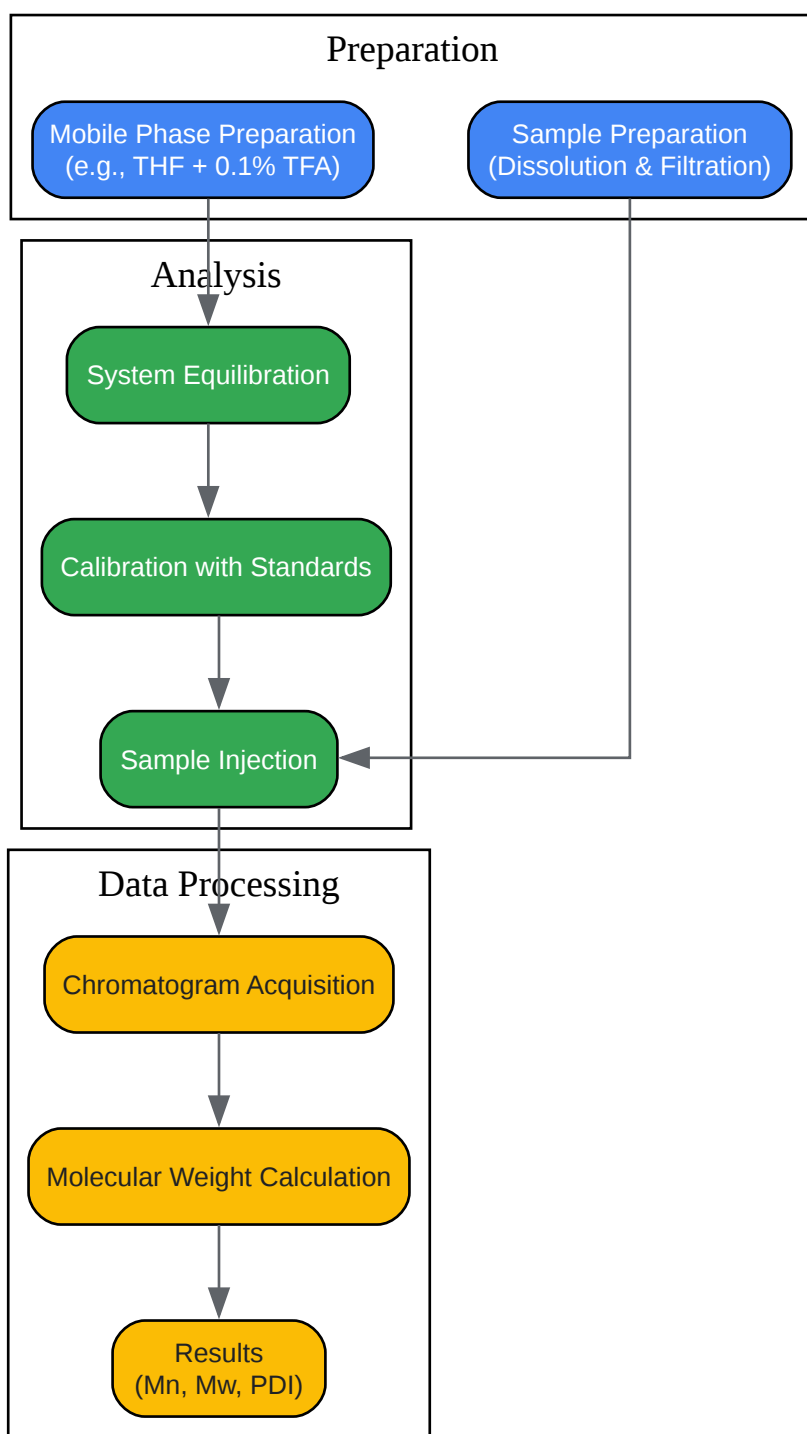 Preparation
Mobile Phase Preparation
(e.g., THF + 0.1% TFA)
Sample Preparation
(Dissolution & Filtration)
Analysis
System Equilibration
Calibration with Standards
Sample Injection
Data Processing
Chromatogram Acquisition
Molecular Weight Calculation
Results
(Mn, Mw, PDI)